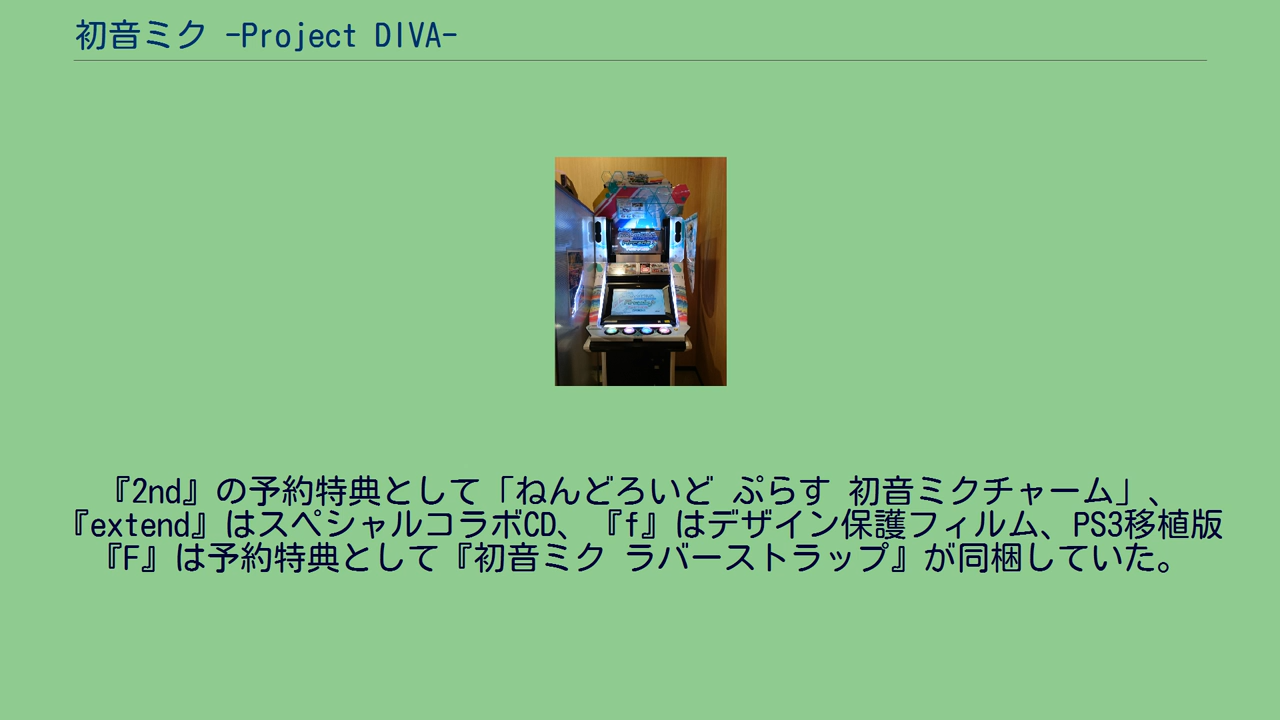 初音ミク -Project DIVA-
『2nd』の予約特典として「ねんどろいど ぷらす 初音ミクチャーム」、
『extend』はスペシャルコラボCD、『f』はデザイン保護フィルム、PS3移植版
『F』は予約特典として『初音ミク ラバーストラップ』が同梱していた。